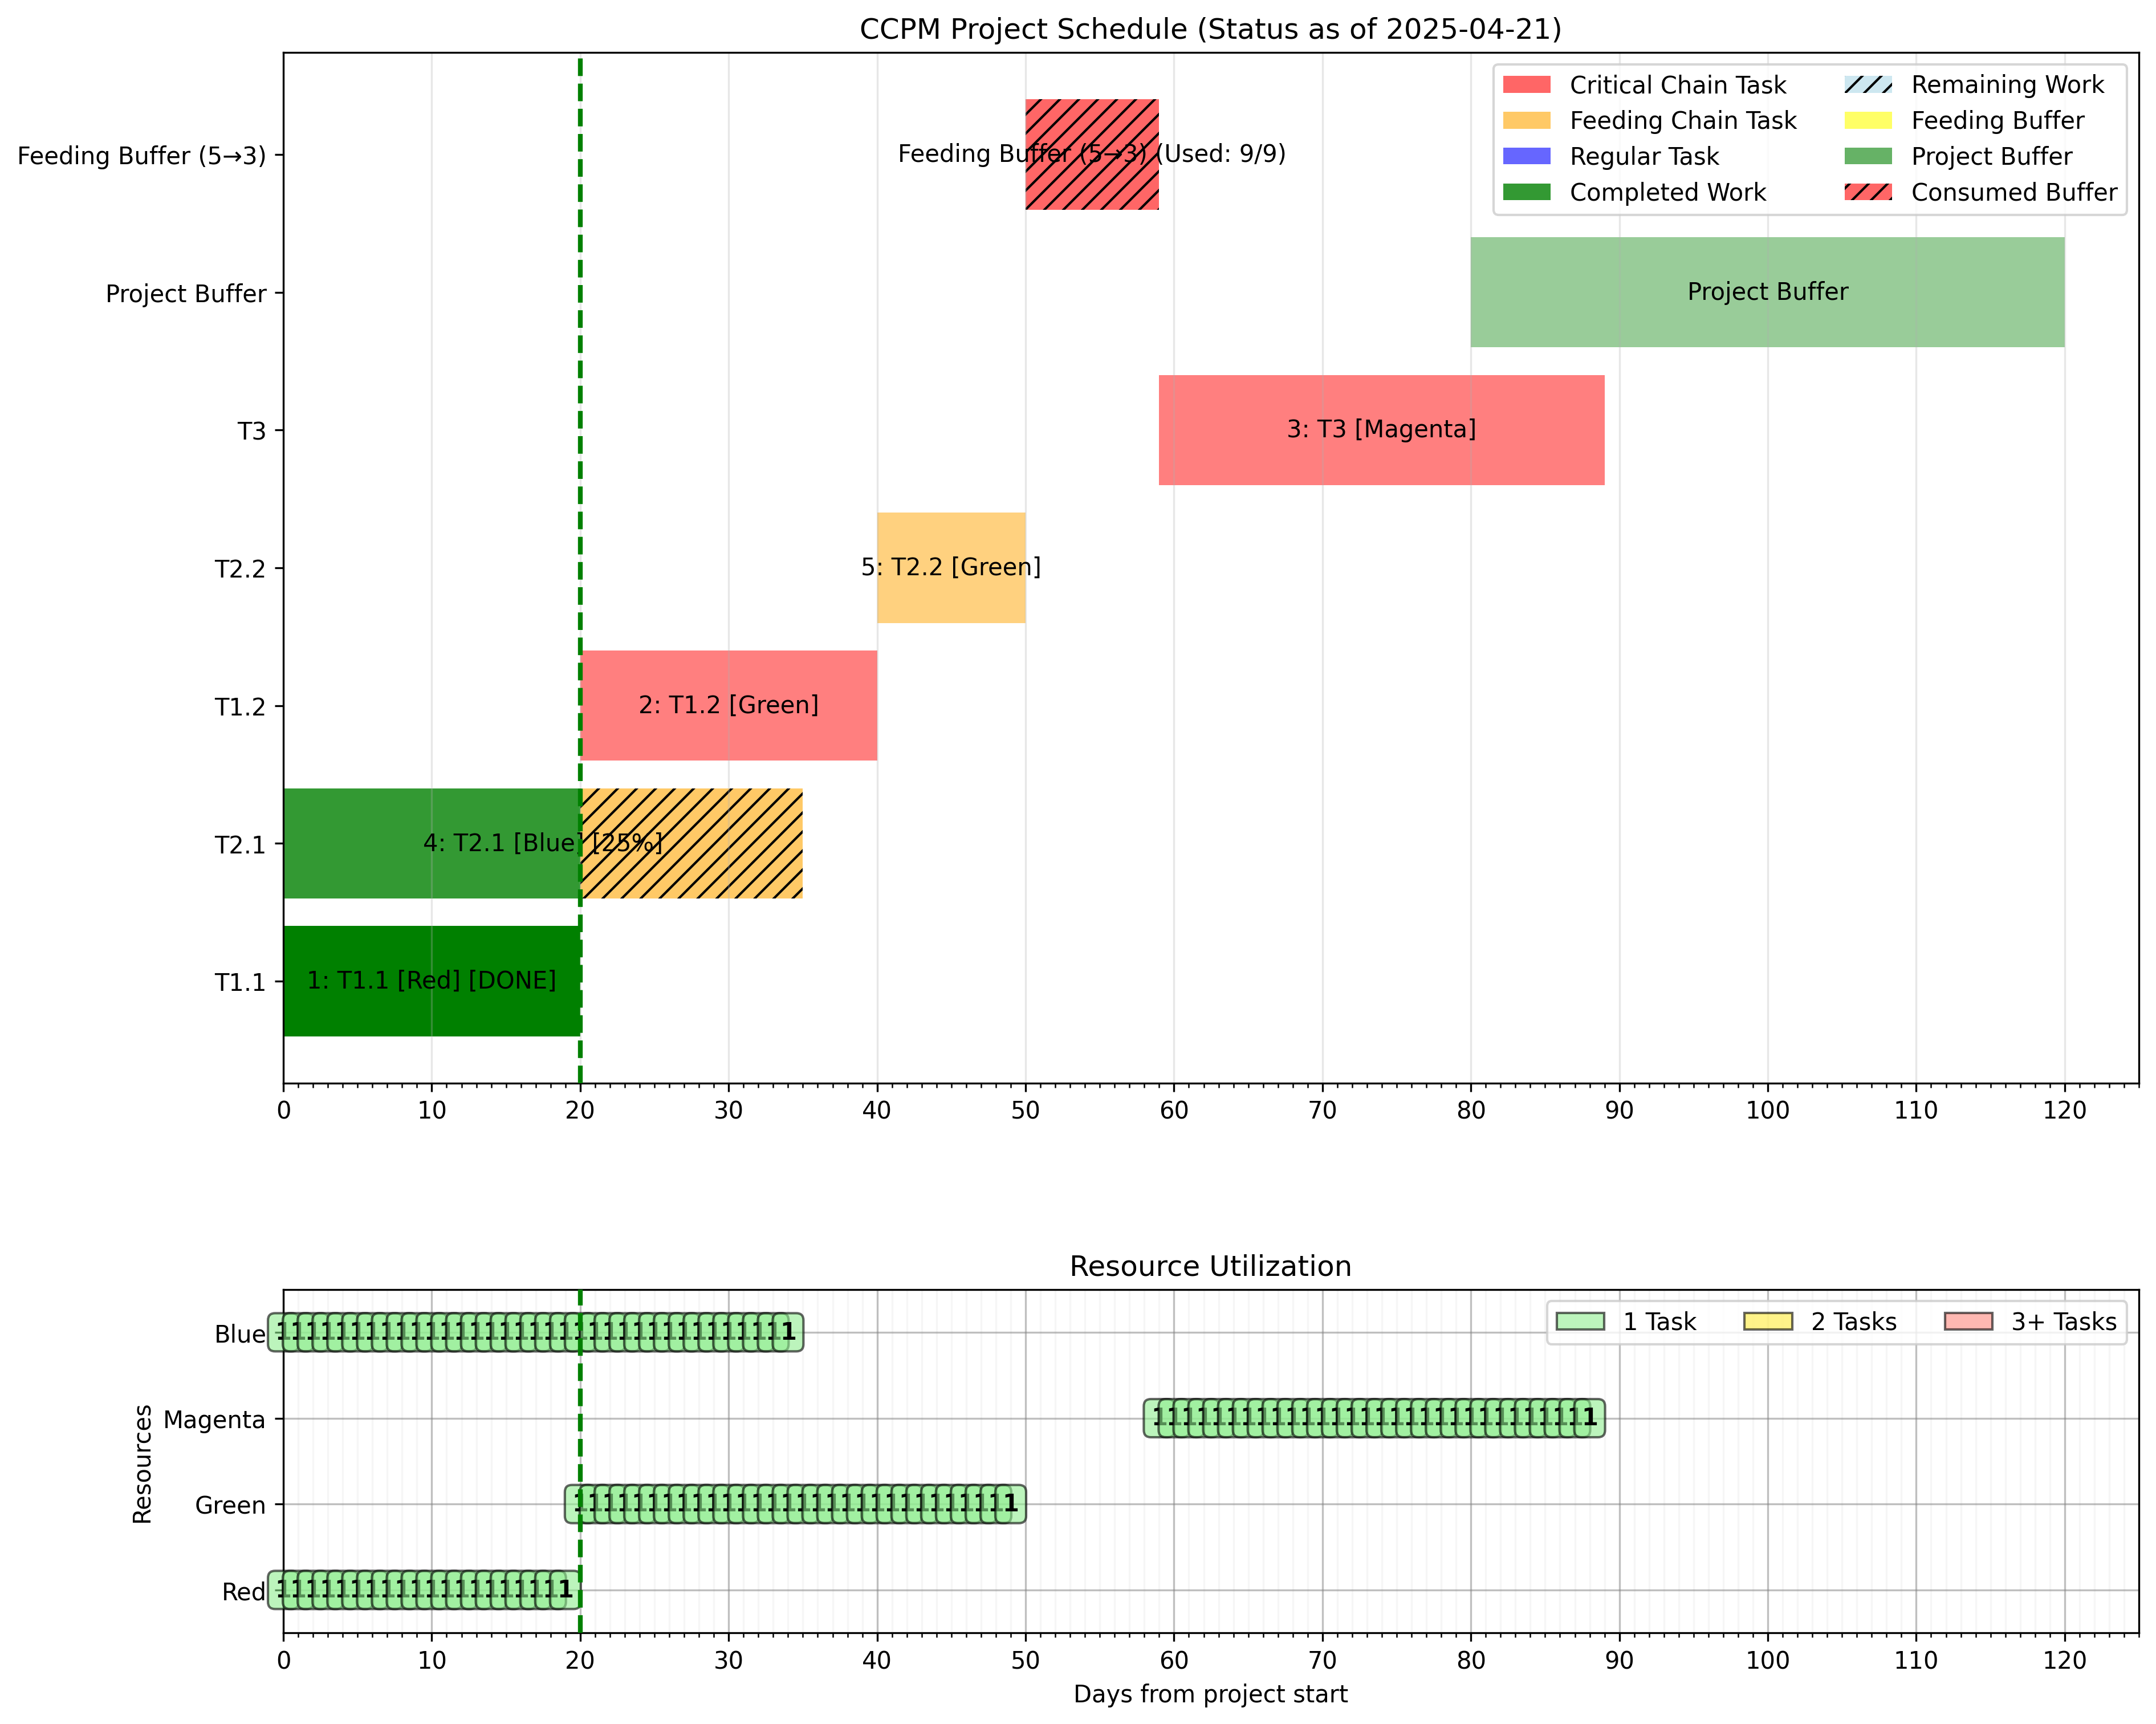 CCPM Project Schedule (Status as of 2025-04-21)
Critical Chain Task
Feeding Chain Task
Regular Task
Completed Work
Remaining Work
Feeding Buffer
Project Buffer
Consumed Buffer
Feeding Buffer (5→3)
Feeding Buffer (5→3) (Used: 9/9)
Project Buffer
Project Buffer
T3
3: T3 [Magenta]
T2.2
5: T2.2 [Green]
T1.2
2: T1.2 [Green]
T2.1
4: T2.1 [Blue] [25%]
T1.1
1: T1.1 [Red] [DONE]
0 10 20 30 40 50 60 70 80 90 100 110 120
Resource Utilization
1 Task 2 Tasks 3+ Tasks
Resources
Blue
Magenta
Green
Red
0 10 20 30 40 50 60 70 80 90 100 110 120
Days from project start